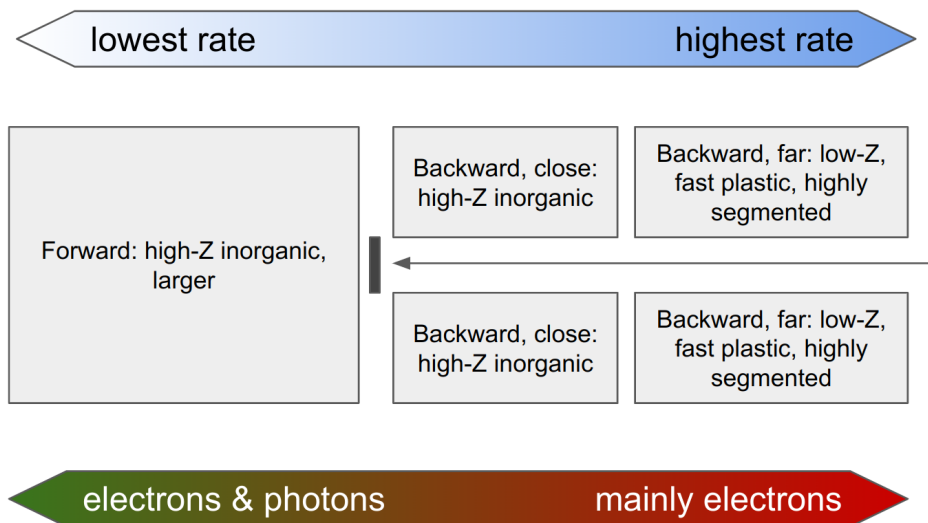 lowest rate
highest rate
Forward: high-Z inorganic,
larger
Backward, close:
high-Z inorganic
Backward, far: low-Z,
fast plastic, highly
segmented
Backward, close:
high-Z inorganic
Backward, far: low-Z,
fast plastic, highly
segmented
electrons & photons
mainly electrons